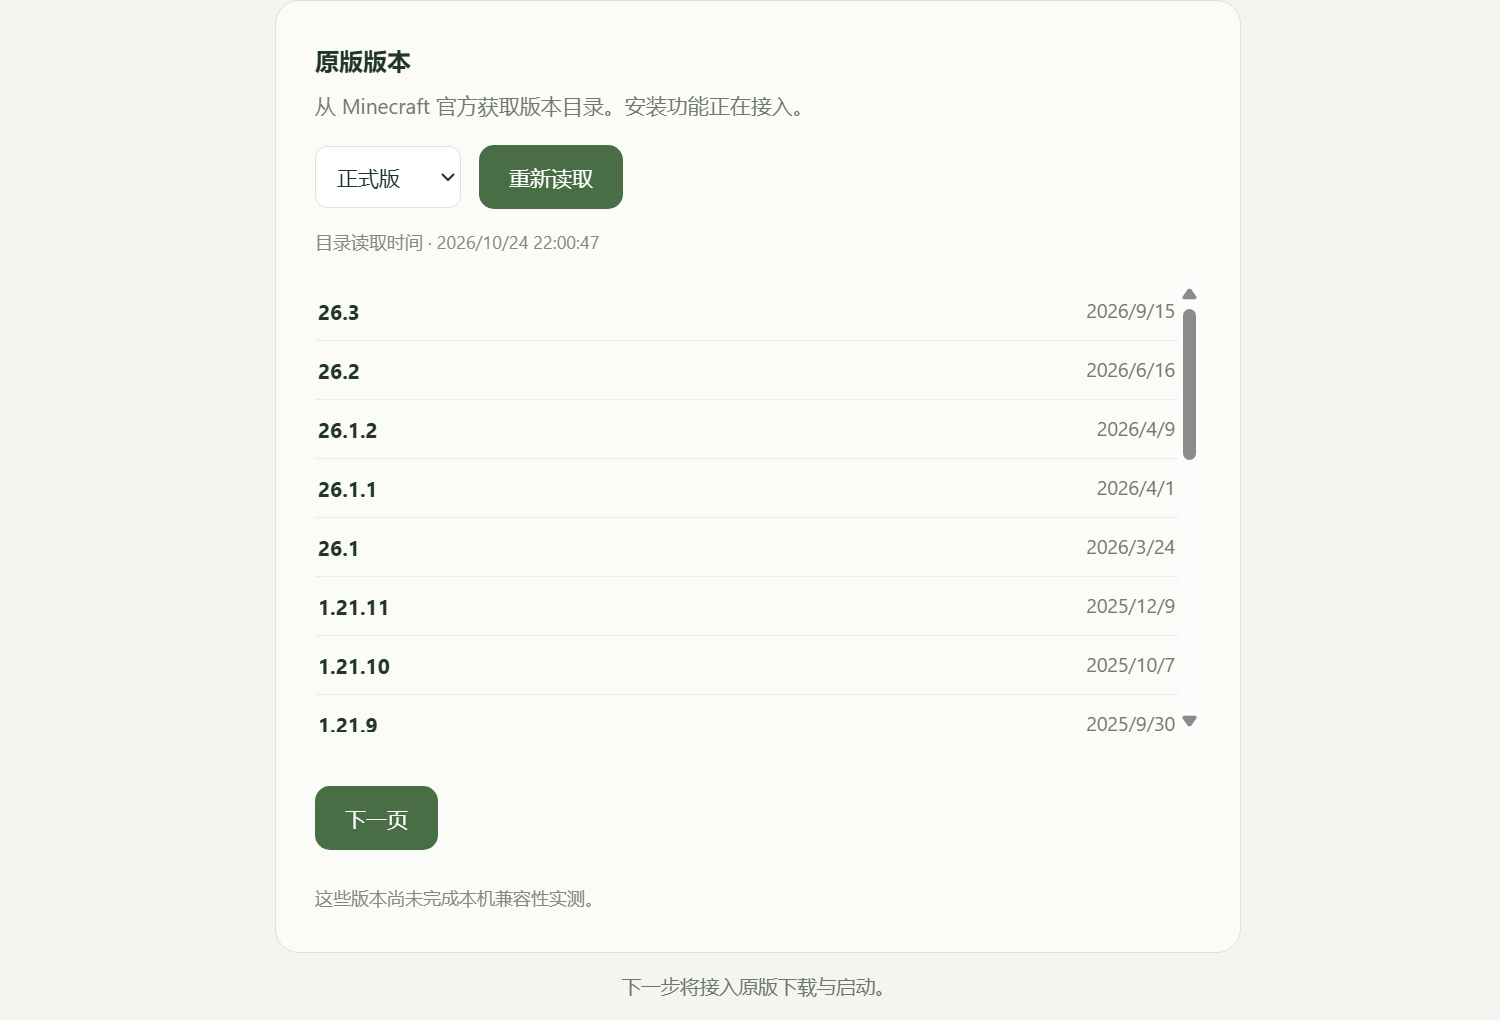 原版版本
从 Minecraft 官方获取版本目录。安装功能正在接入。
正式版 重新读取
目录读取时间 · 2026/10/24 22:00:47
26.3 2026/9/15
26.2 2026/6/16
26.1.2 2026/4/9
26.1.1 2026/4/1
26.1 2026/3/24
1.21.11 2025/12/9
1.21.10 2025/10/7
1.21.9 2025/9/30
下一页
这些版本尚未完成本机兼容性实测。
下一步将接入原版下载与启动。